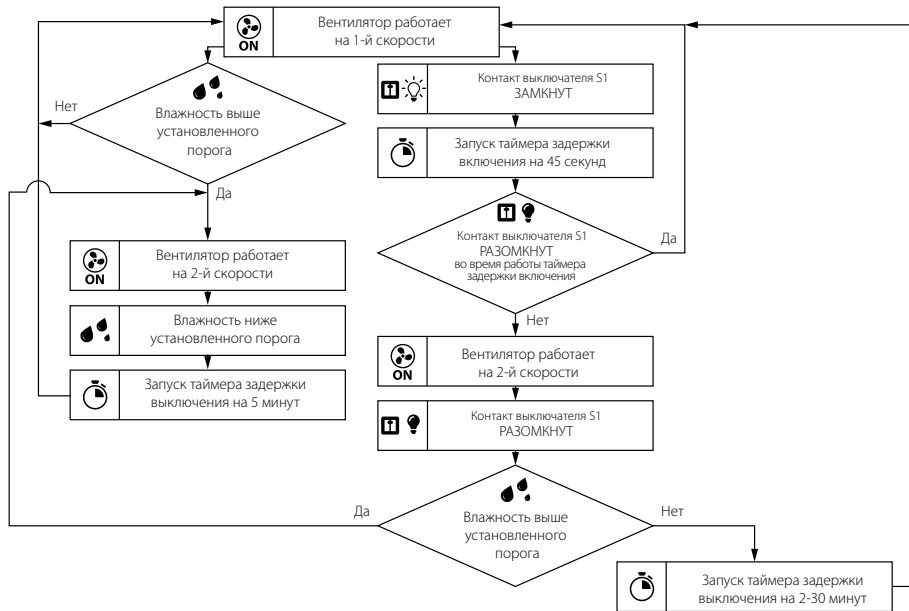 ON
Вентилятор работает
на 1-й скорости
Нет
Влажность выше
установленного
порога
Да
ON
Вентилятор работает
на 2-й скорости
Влажность ниже
установленного порога
Запуск таймера задержки
выключения на 5 минут
Контакт выключателя S1
ЗАМКНУТ
Запуск таймера задержки
включения на 45 секунд
Контакт выключателя S1
РАЗОМКНУТ
во время работы таймера
задержки включения
Да
Нет
ON
Вентилятор работает
на 2-й скорости
Контакт выключателя S1
РАЗОМКНУТ
Да
Влажность выше
установленного
порога
Нет
Запуск таймера задержки
выключения на 2-30 минут